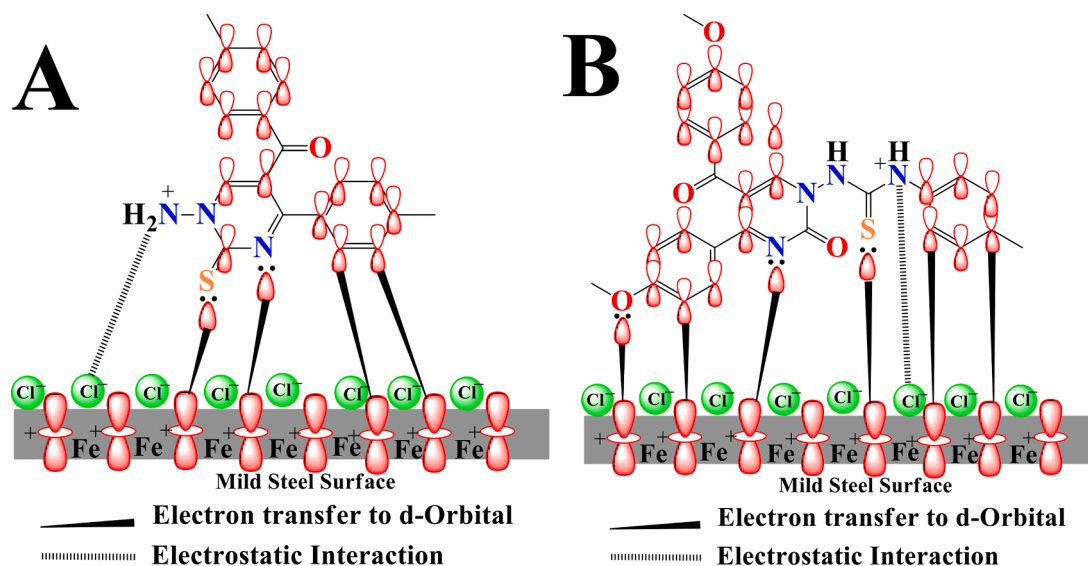 A
O
+
H₂N
N
N
S
Cl⁻ Cl⁻ Cl⁻ Cl⁻ Cl⁻ Cl⁻ Cl⁻ Cl⁻
+ Fe + Fe + Fe + Fe + Fe + Fe + Fe +
Mild Steel Surface
Electron transfer to d-Orbital
Electrostatic Interaction
B
O
H
H
+
N
N
N
O
S
N
O
O
Cl⁻ Cl⁻ Cl⁻ Cl⁻ Cl⁻ Cl⁻ Cl⁻ Cl⁻
+ Fe + Fe + Fe + Fe + Fe + Fe + Fe +
Mild Steel Surface
Electron transfer to d-Orbital
Electrostatic Interaction